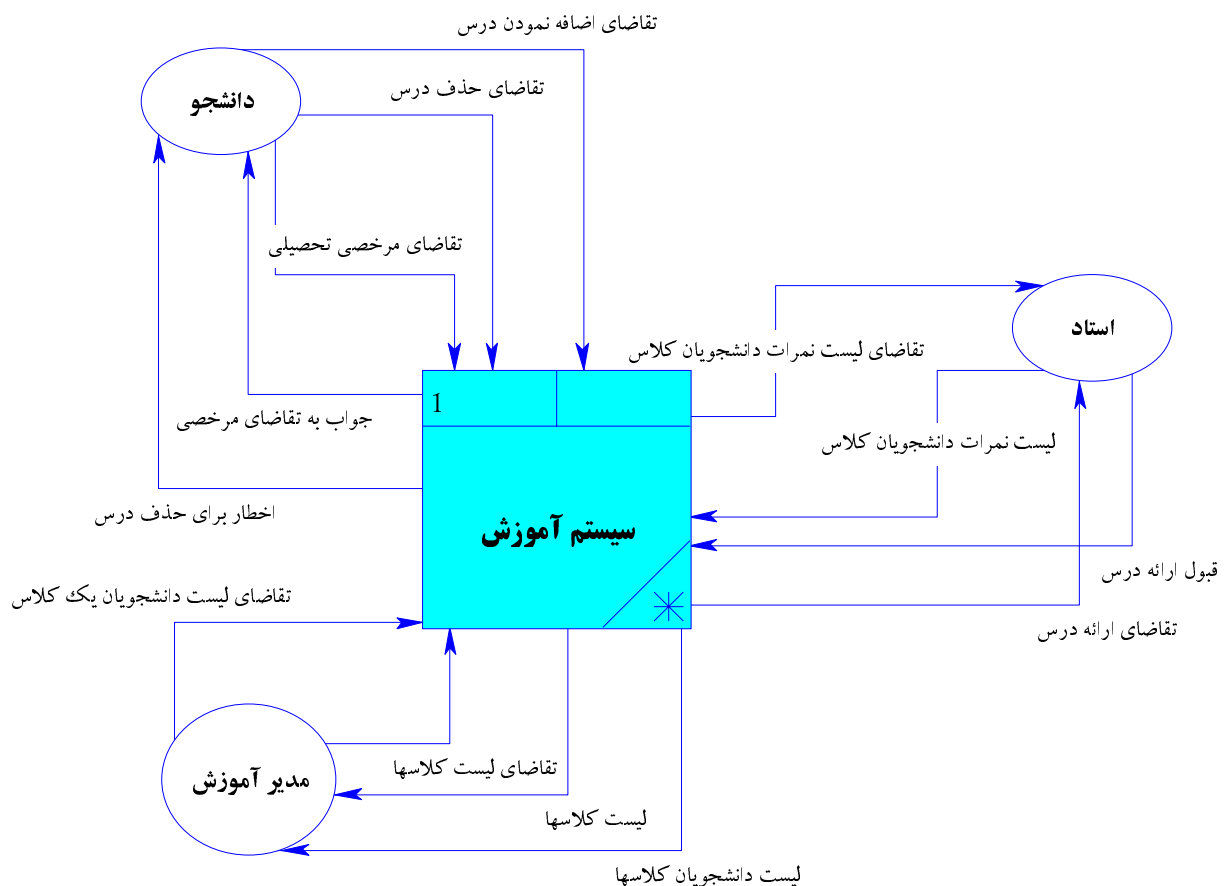 تقاضای اضافه نمودن درس
تقاضای حذف درس
دانشجو
تقاضای مرخصی تحصیلی
استاد
تقاضای لیست نمرات دانشجویان کلاس
1
جواب به تقاضای مرخصی
لیست نمرات دانشجویان کلاس
اخطار برای حذف درس
سیستم آموزش
قبول ارائه درس
تقاضای لیست دانشجویان یک کلاس
تقاضای ارائه درس
تقاضای لیست کلاسها
مدیر آموزش
لیست کلاسها
لیست دانشجویان کلاسها